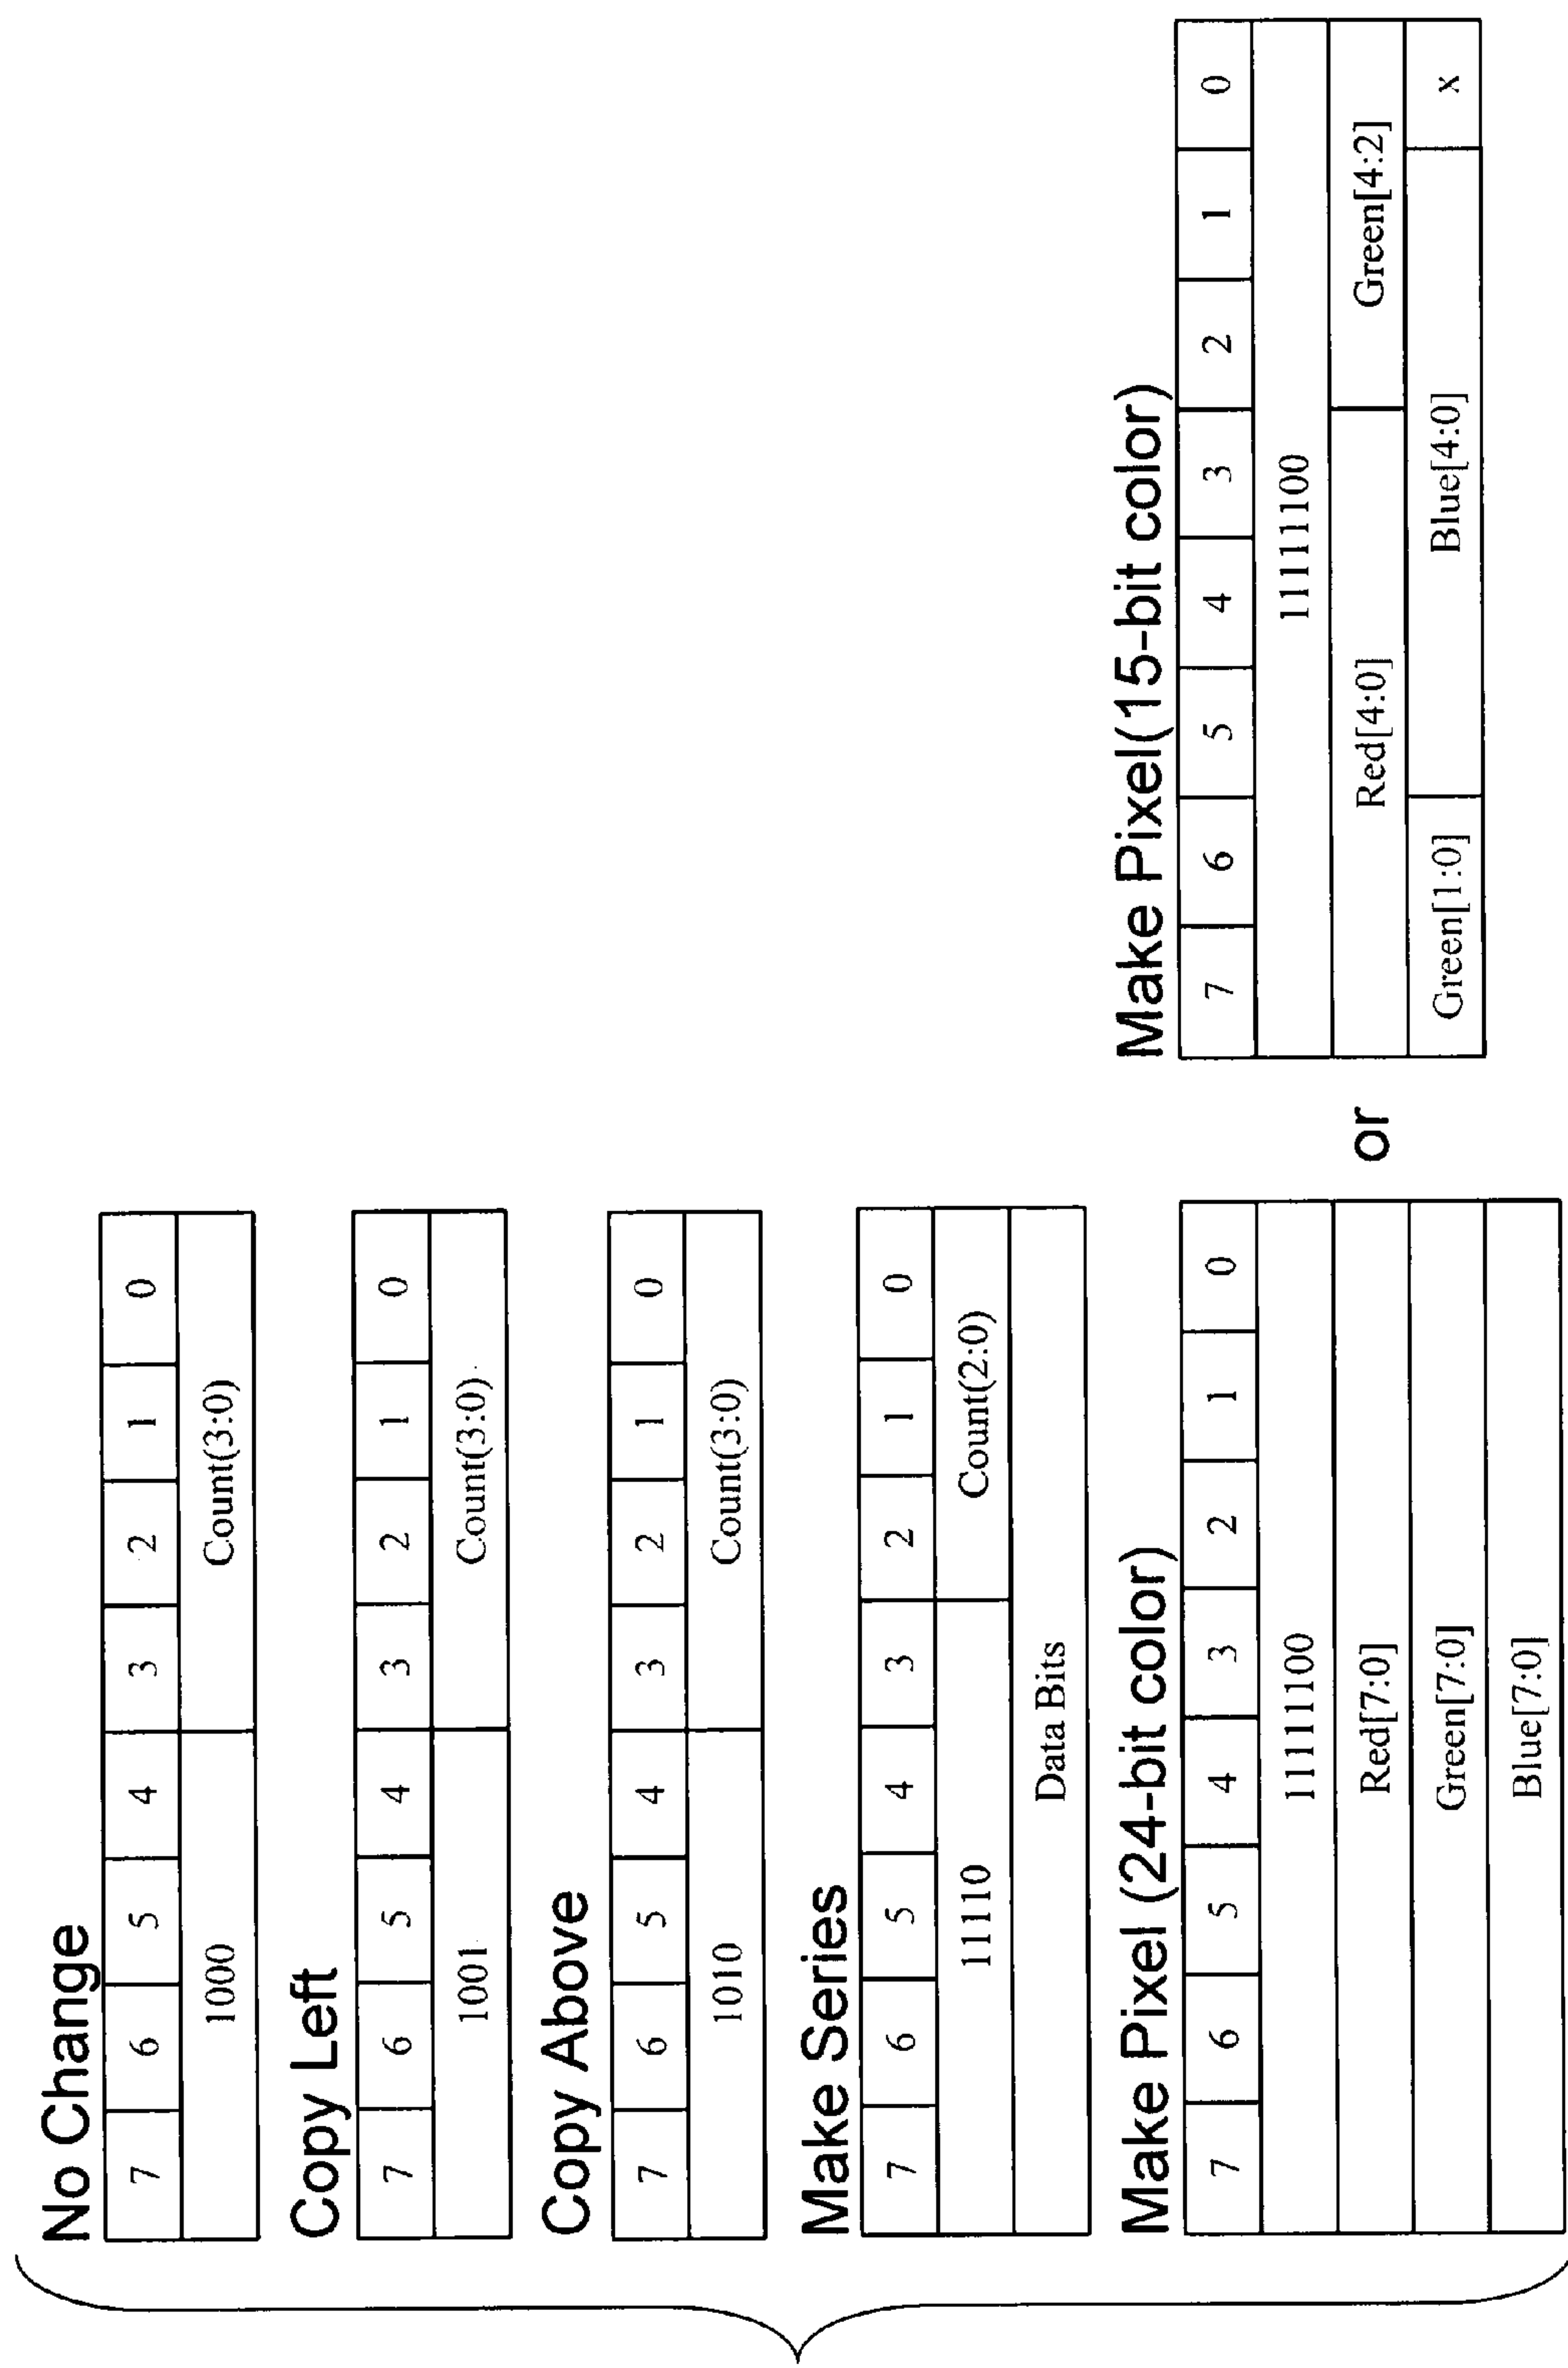 No Change
7 6 5 4 3 2 1 0
1000 Count(3:0)
Copy Left
7 6 5 4 3 2 1 0
1001 Count(3:0)
Copy Above
7 6 5 4 3 2 1 0
1010 Count(3:0)
Make Series
7 6 5 4 3 2 1 0
11110 Count(2:0)
Data Bits
Make Pixel (24-bit color)
7 6 5 4 3 2 1 0
11111100
Red[7:0]
Green[7:0]
Blue[7:0]
or
Make Pixel(15-bit color)
7 6 5 4 3 2 1 0
11111100
Red[4:0] Green[4:2]
Green[1:0] Blue[4:0] x